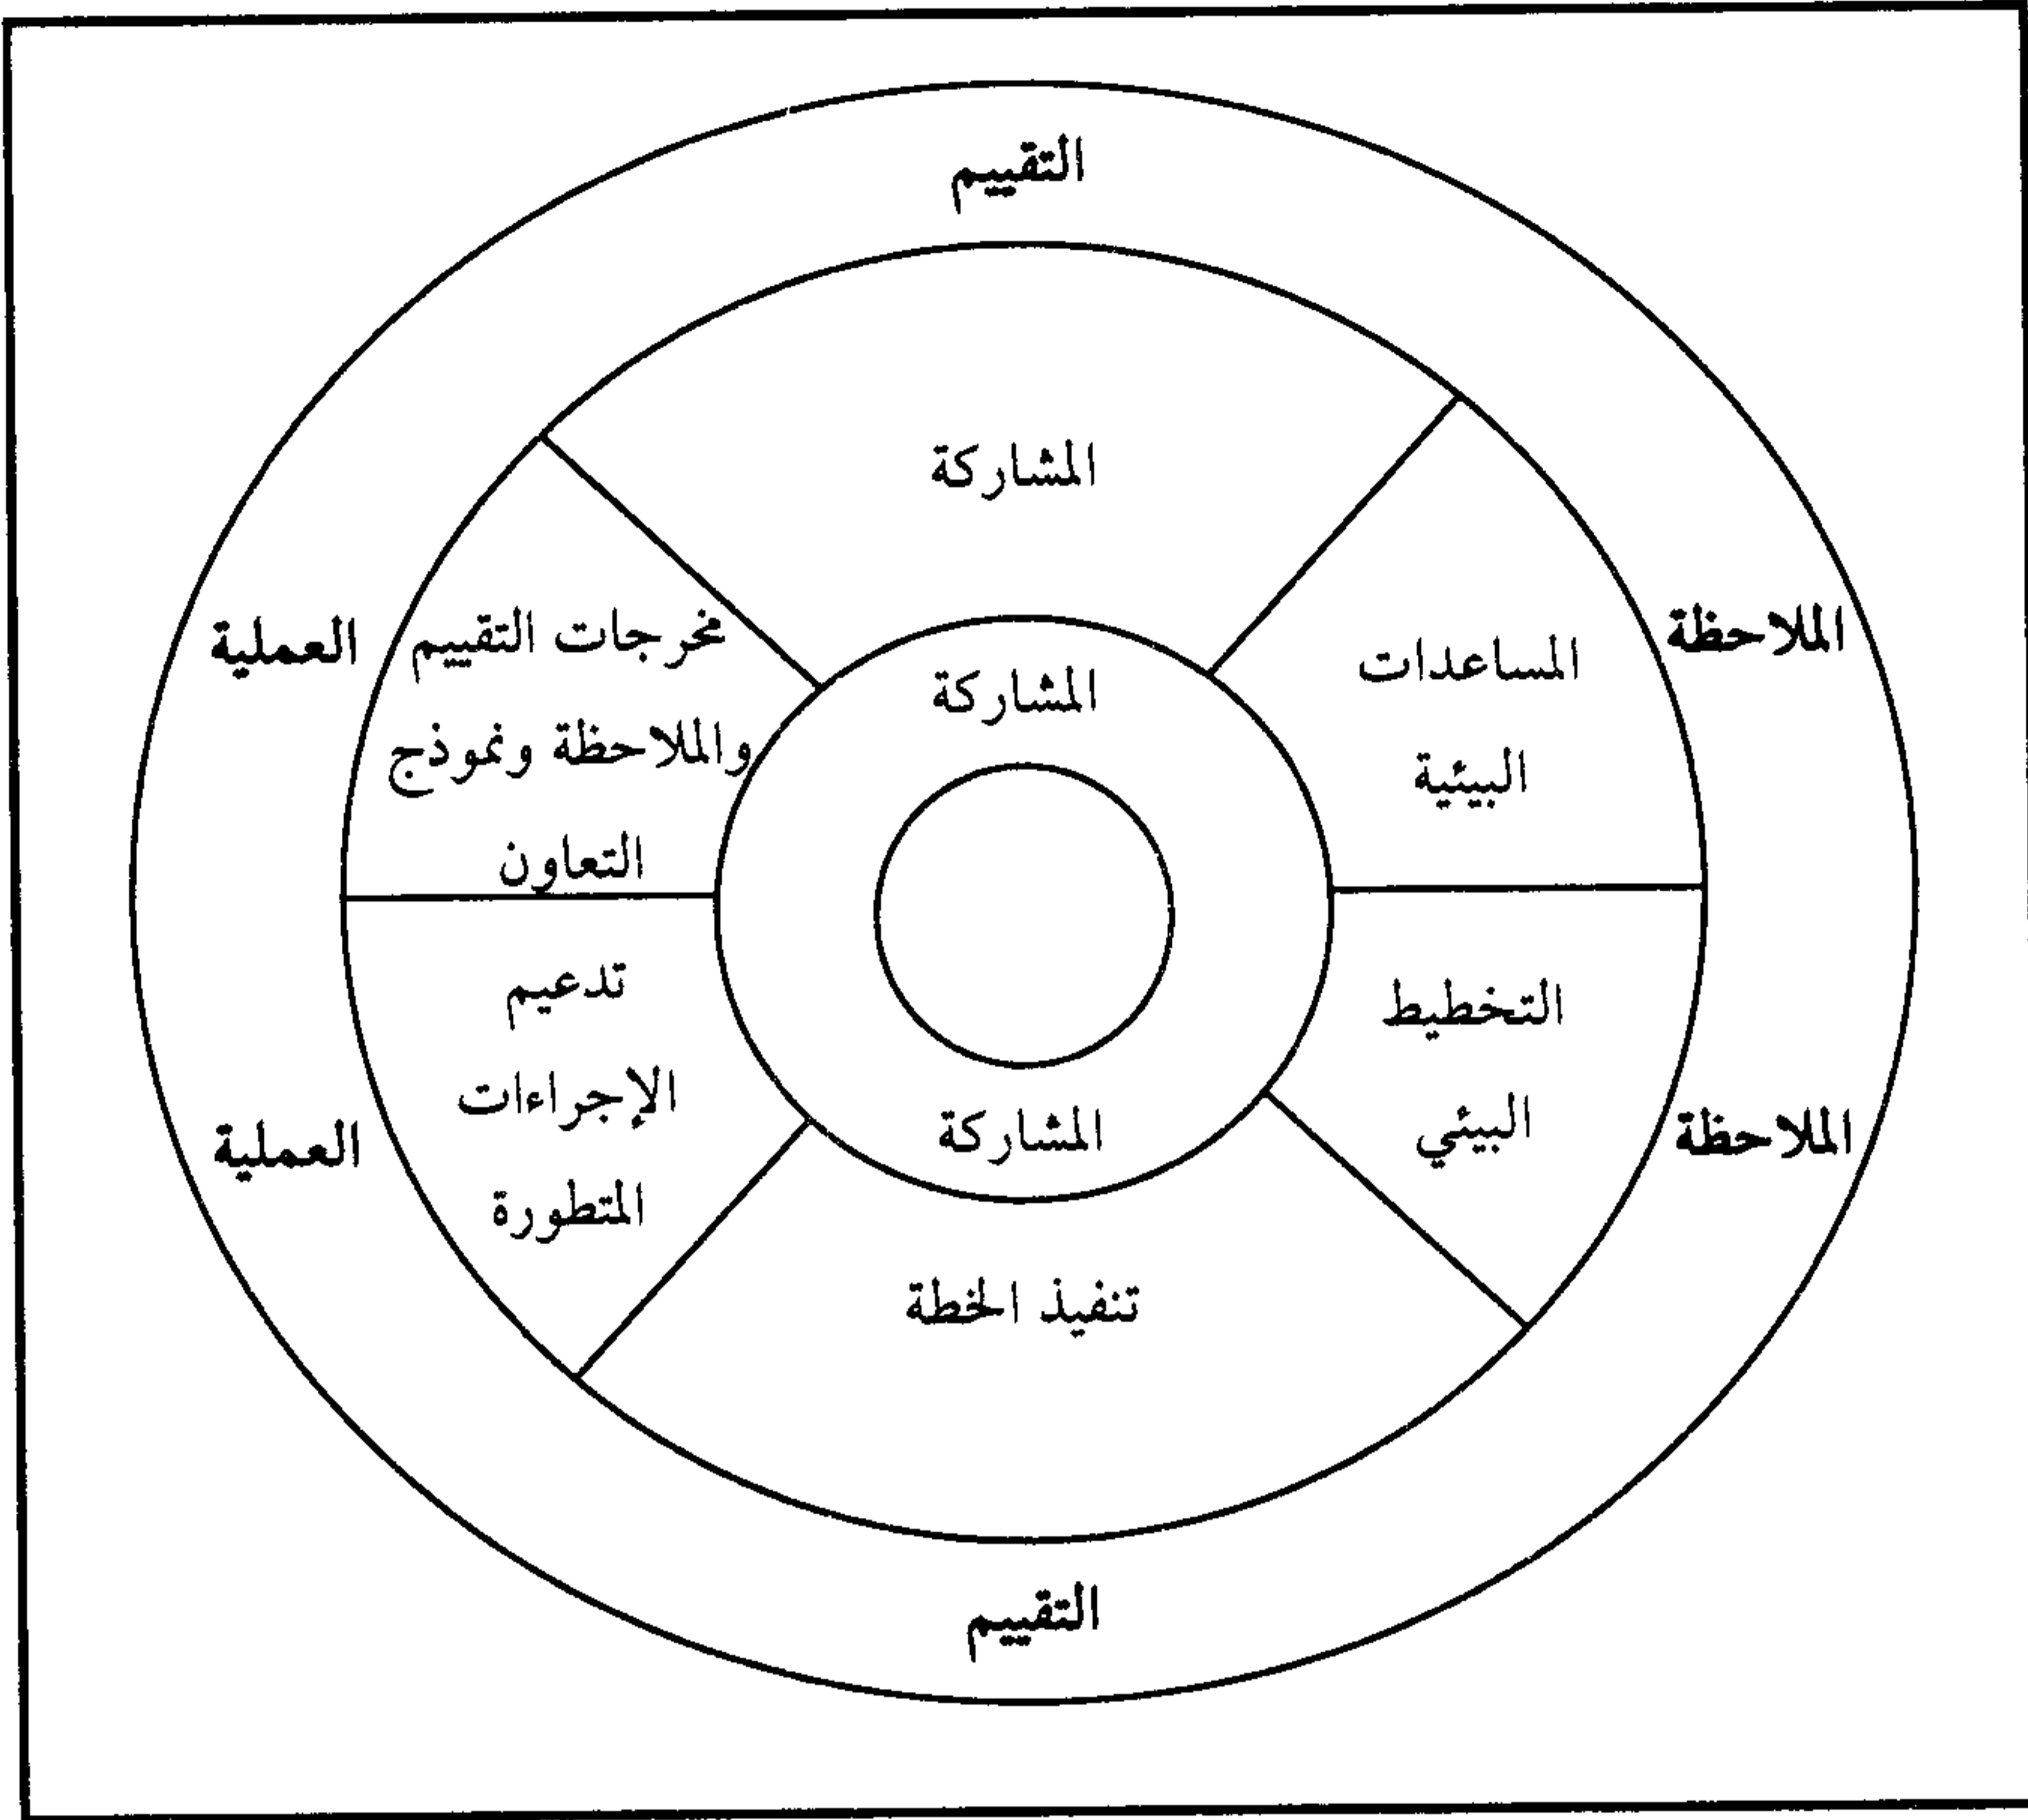 التقييم
المشاركة
الملاحظة
المساعدات
البيئية
المشاركة
مخرجات التقييم
والملاحظة ونموذج
التعاون
العملية
التخطيط
البيئي
الملاحظة
المشاركة
تدعيم
الإجراءات
المتطورة
العملية
تنفيذ الخطة
التقييم